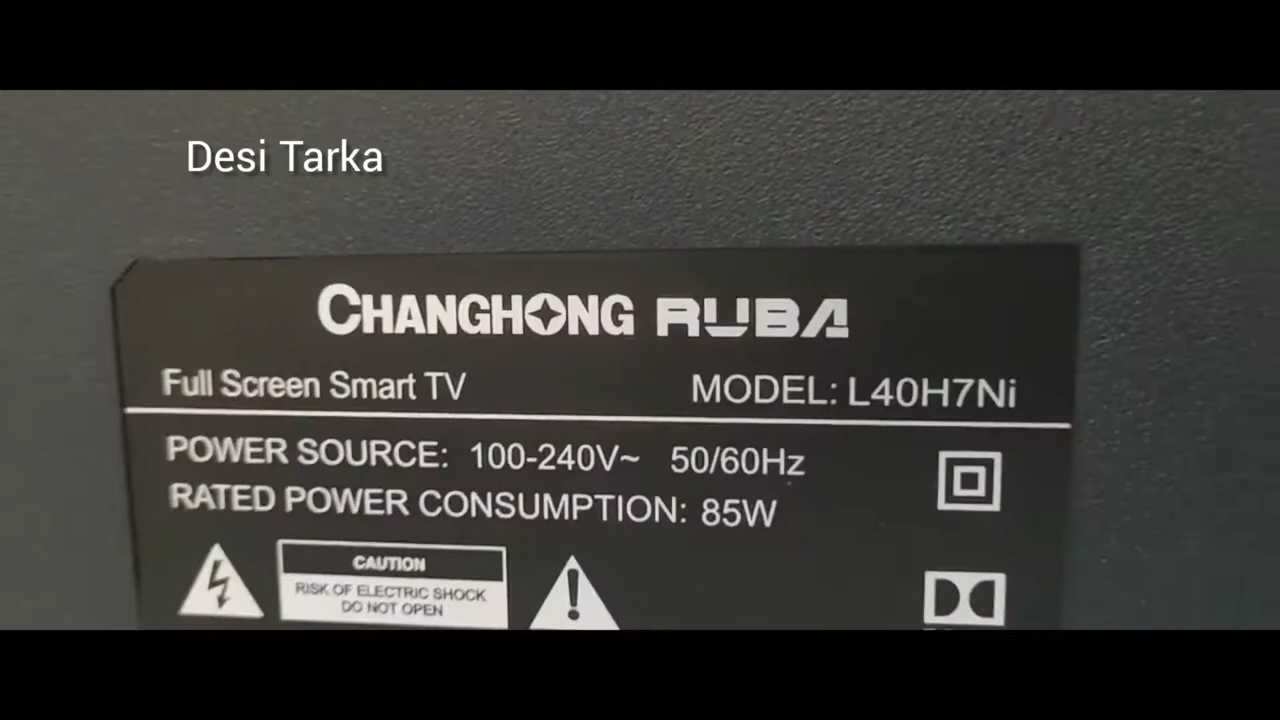 Desi Tarka
CHANGHONG RUBA
Full Screen Smart TV MODEL: L40H7Ni
POWER SOURCE: 100-240V~ 50/60Hz
RATED POWER CONSUMPTION: 85W
CAUTION
RISK OF ELECTRIC SHOCK
DO NOT OPEN